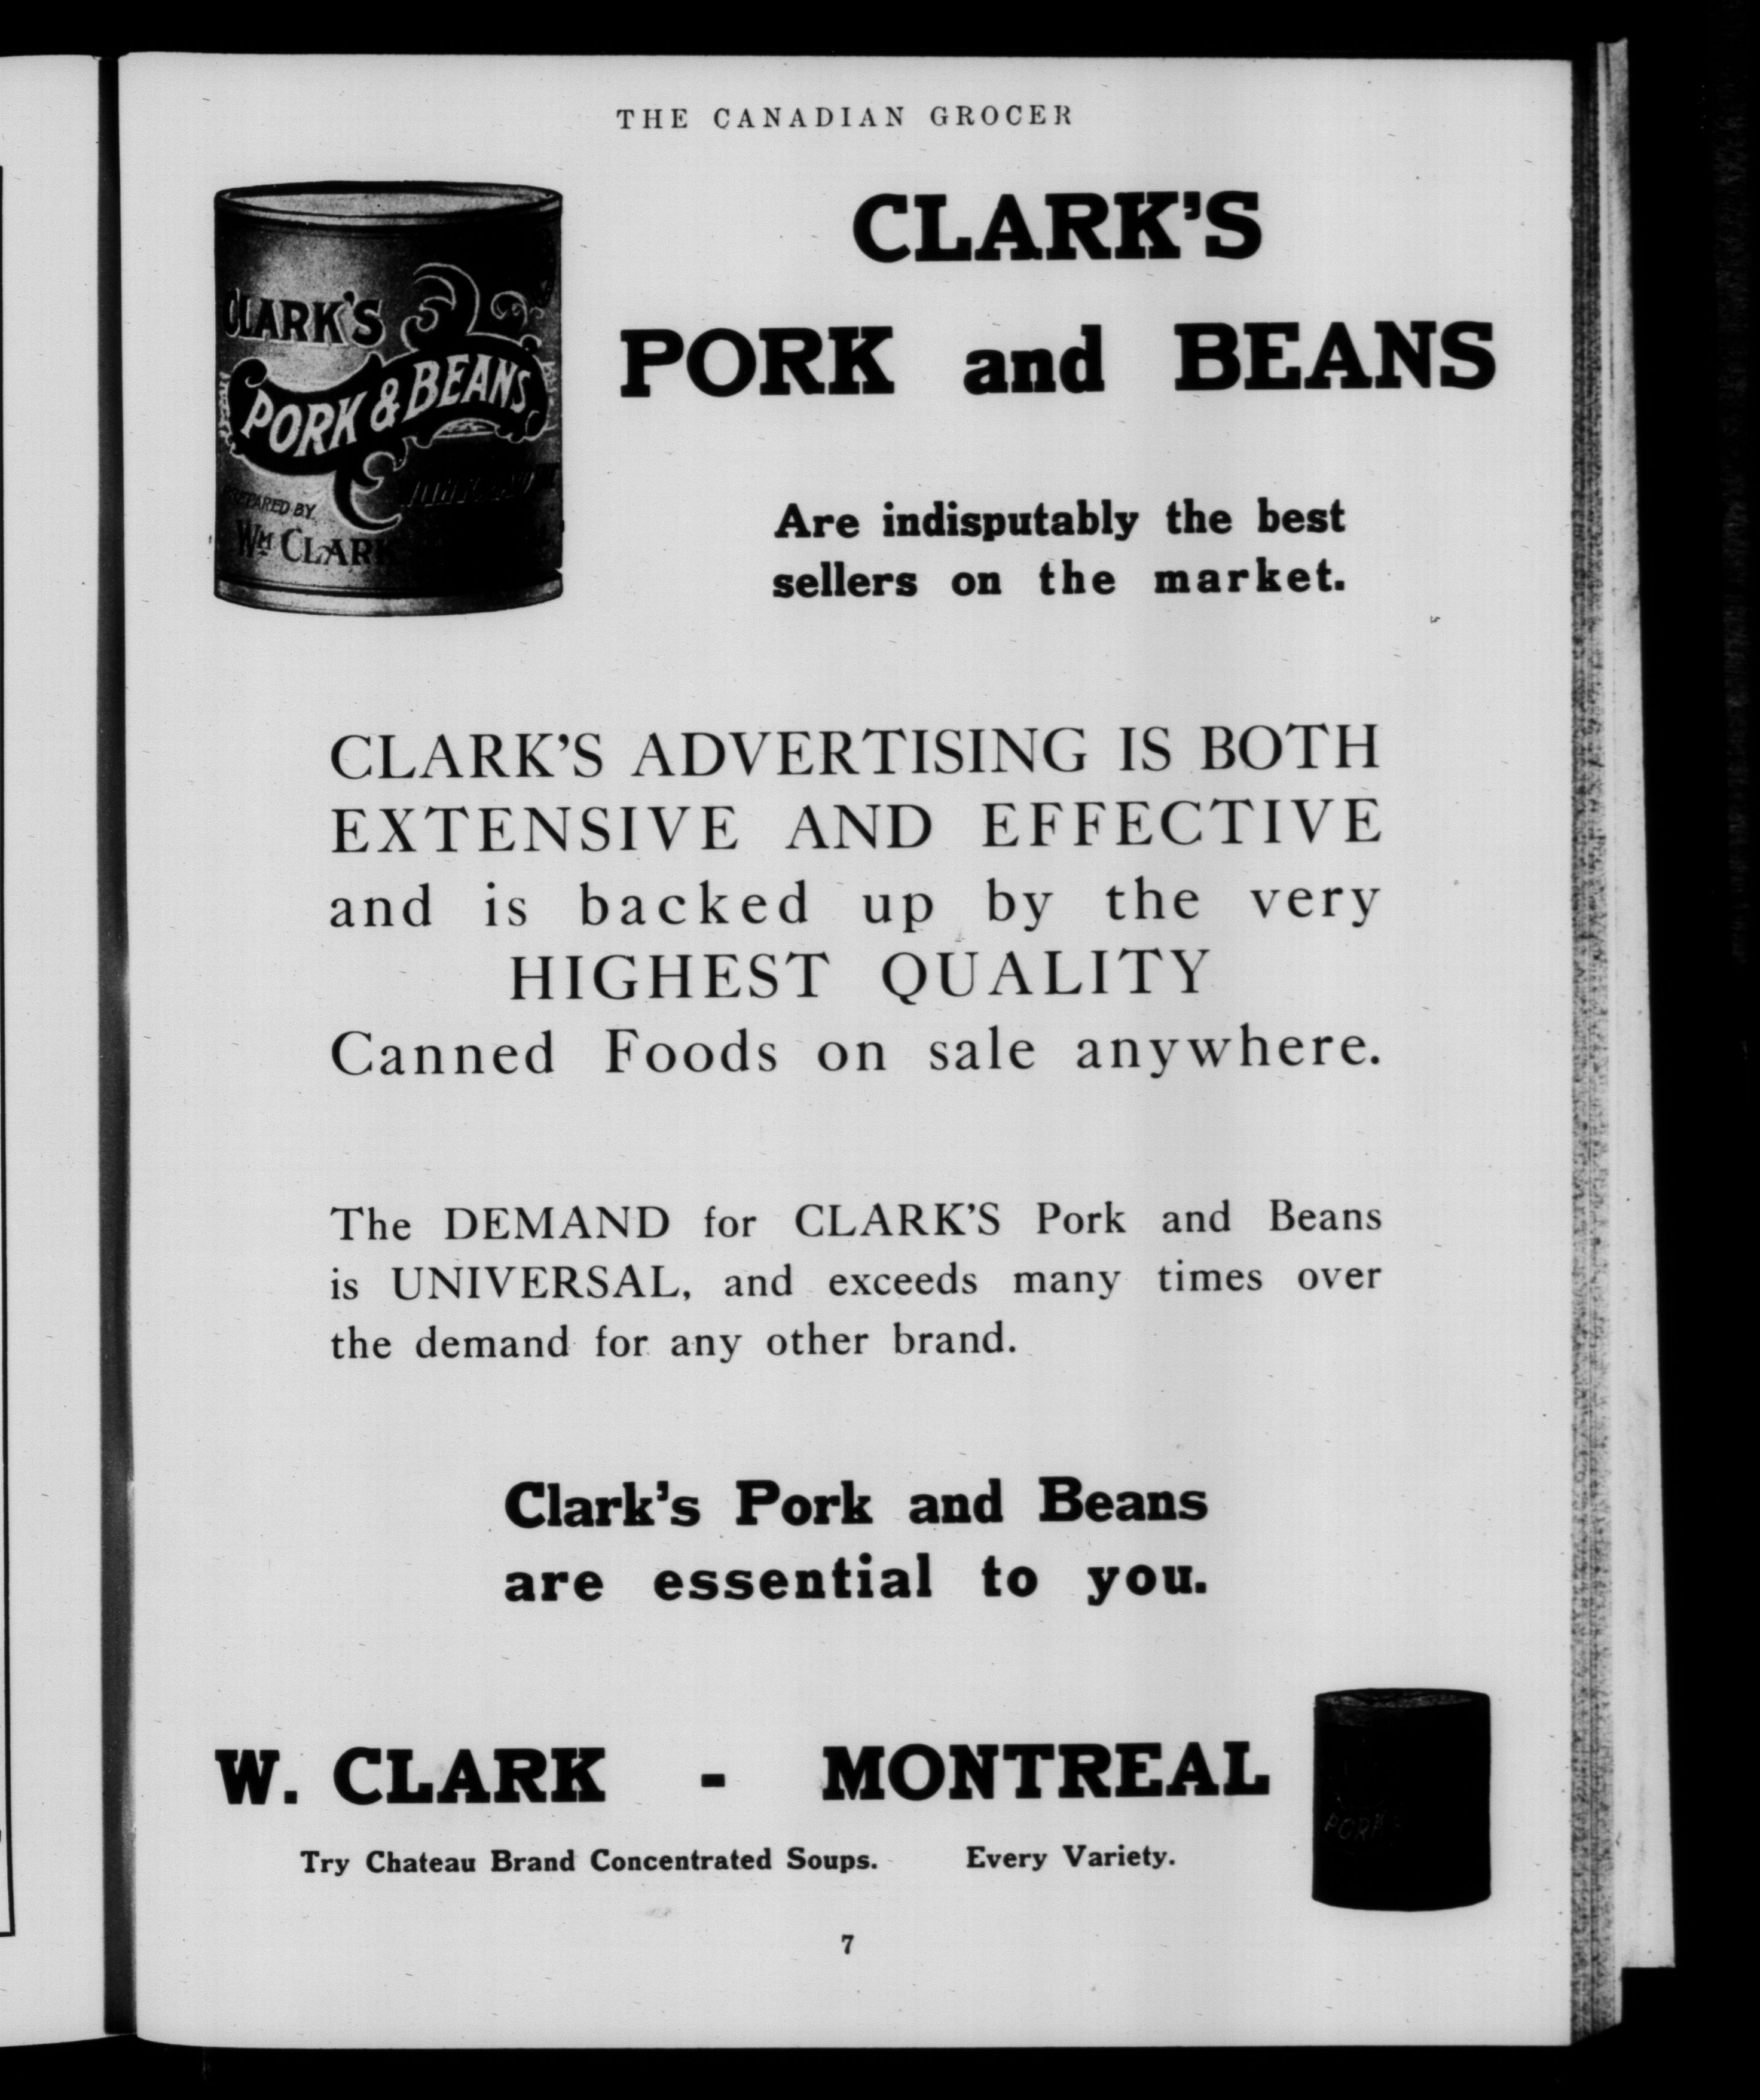 THE CANADIAN GROCER
CLARK'S
PORK & BEANS
PREPARED BY
WM CLARK
CLARK'S
PORK and BEANS
Are indisputably the best
sellers on the market.
CLARK'S ADVERTISING IS BOTH
EXTENSIVE AND EFFECTIVE
and is backed up by the very
HIGHEST QUALITY
Canned Foods on sale anywhere.
The DEMAND for CLARK'S Pork and Beans
is UNIVERSAL, and exceeds many times over
the demand for any other brand.
Clark's Pork and Beans
are essential to you.
W. CLARK - MONTREAL
PORK
Try Chateau Brand Concentrated Soups. Every Variety.
7